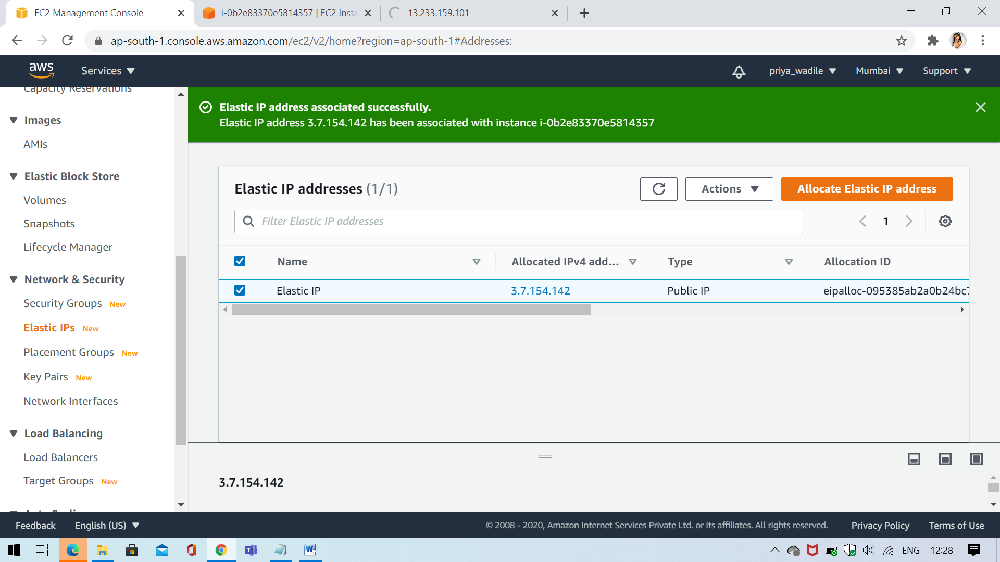 EC2 Management Console
i-0b2e83370e5814357 | EC2 Insta
13.233.159.101
ap-south-1.console.aws.amazon.com/ec2/v2/home?region=ap-south-1#Addresses:
aws
Services
priya_wadile
Mumbai
Support
Capacity Reservations
Images
AMIs
Elastic Block Store
Volumes
Snapshots
Lifecycle Manager
Network & Security
Security Groups New
Elastic IPs New
Placement Groups New
Key Pairs New
Network Interfaces
Load Balancing
Load Balancers
Target Groups New
Elastic IP address associated successfully.
Elastic IP address 3.7.154.142 has been associated with instance i-0b2e83370e5814357
Elastic IP addresses (1/1)
Actions
Allocate Elastic IP address
Filter Elastic IP addresses
1
Name
Allocated IPv4 add...
Type
Allocation ID
Elastic IP
3.7.154.142
Public IP
eipalloc-095385ab2a0b24bc
3.7.154.142
Feedback
English (US)
© 2008 - 2020, Amazon Internet Services Private Ltd. or its affiliates. All rights reserved.
Privacy Policy
Terms of Use
ENG
12:28